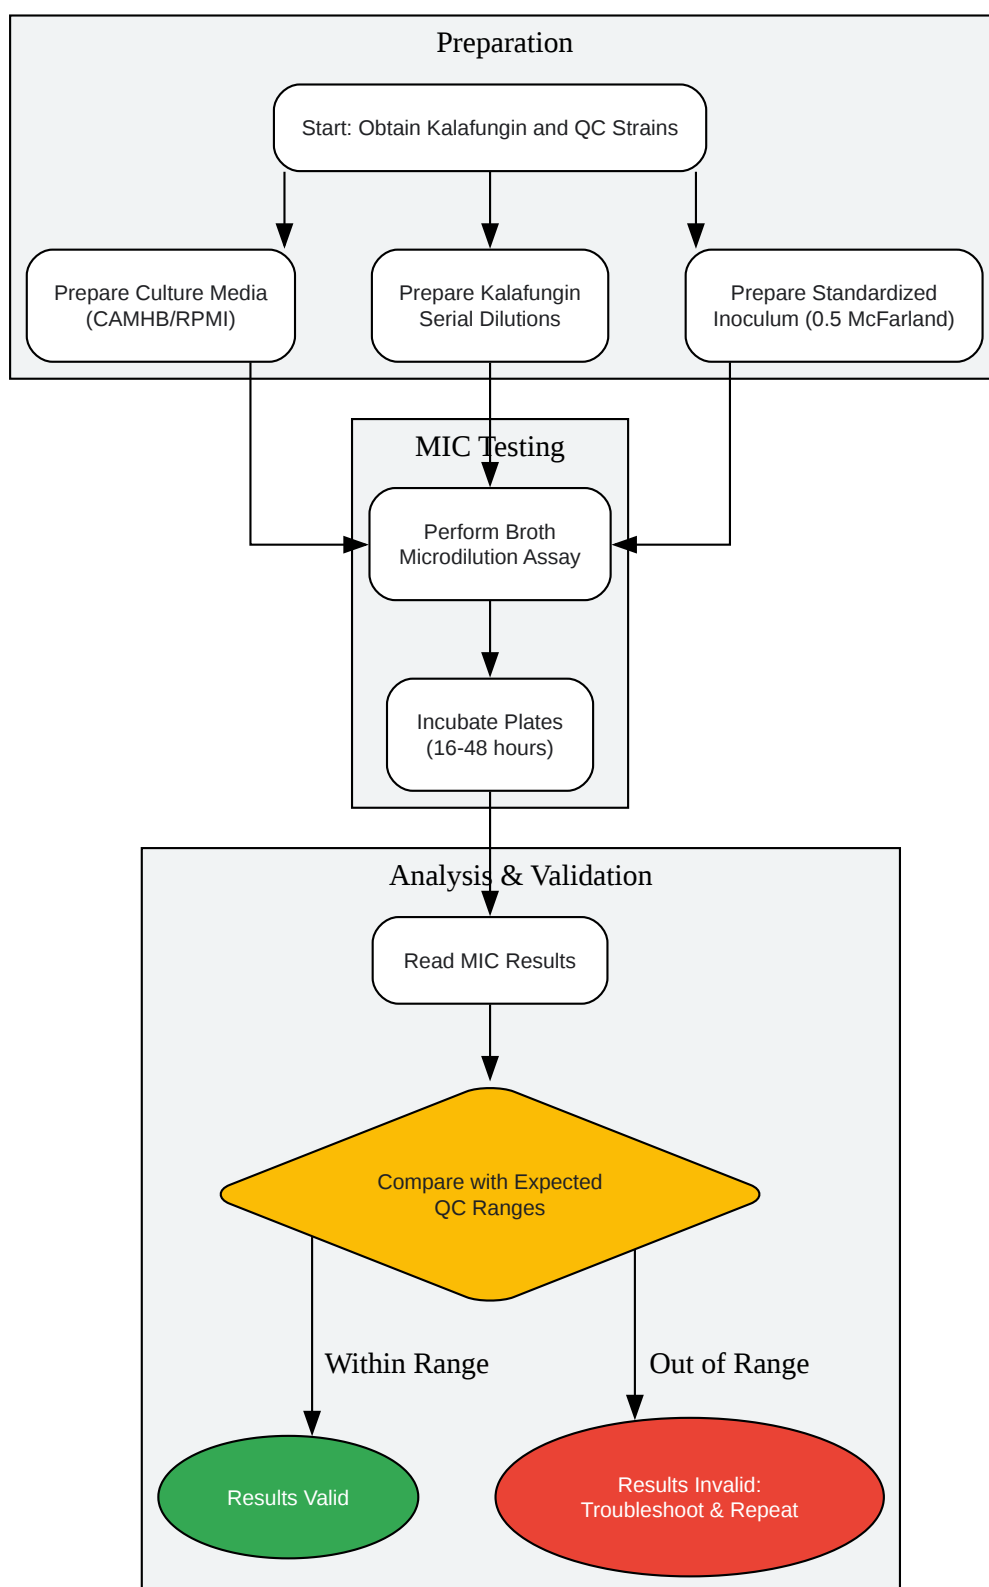 Preparation
Start: Obtain Kalafungin and QC Strains
Prepare Culture Media
(CAMHB/RPMI)
Prepare Kalafungin
Serial Dilutions
Prepare Standardized
Inoculum (0.5 McFarland)
MIC Testing
Perform Broth
Microdilution Assay
Incubate Plates
(16-48 hours)
Analysis & Validation
Read MIC Results
Compare with Expected
QC Ranges
Within Range
Out of Range
Results Valid
Results Invalid:
Troubleshoot & Repeat